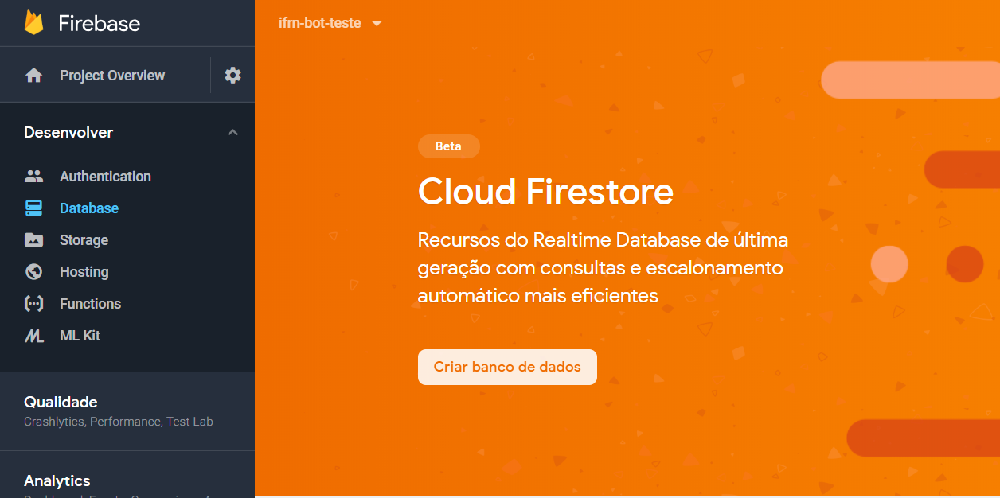 Firebase
ifrn-bot-teste
Project Overview
Desenvolver
Authentication
Database
Storage
Hosting
Functions
ML Kit
Qualidade
Crashlytics, Performance, Test Lab
Analytics
Beta
Cloud Firestore
Recursos do Realtime Database de última
geração com consultas e escalonamento
automático mais eficientes
Criar banco de dados